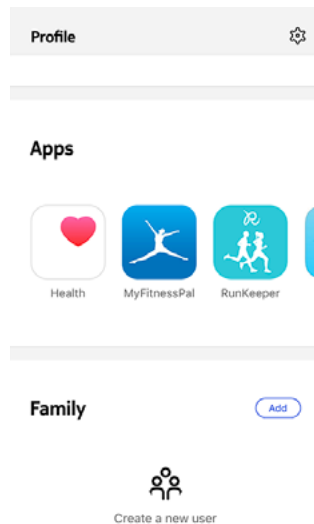 Profile
Apps
Health MyFitnessPal RunKeeper
Family Add
Create a new user